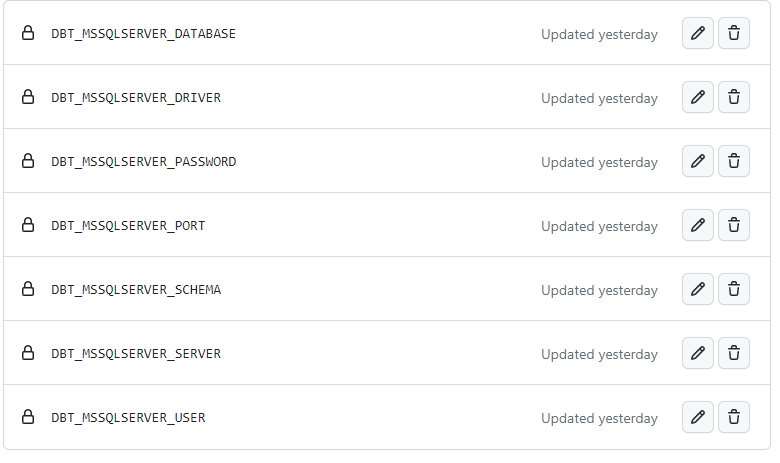 DBT_MSSQLSERVER_DATABASE Updated yesterday
DBT_MSSQLSERVER_DRIVER Updated yesterday
DBT_MSSQLSERVER_PASSWORD Updated yesterday
DBT_MSSQLSERVER_PORT Updated yesterday
DBT_MSSQLSERVER_SCHEMA Updated yesterday
DBT_MSSQLSERVER_SERVER Updated yesterday
DBT_MSSQLSERVER_USER Updated yesterday